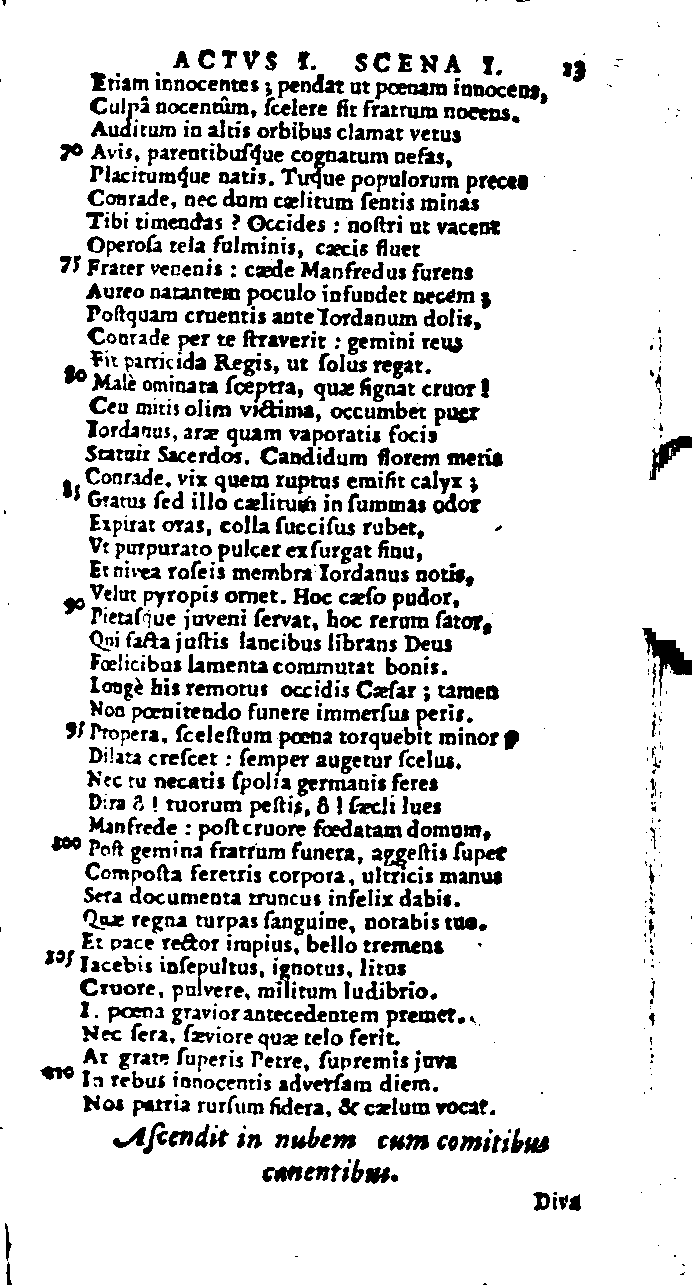 ACTVS I. SCENA I. 13
Etiam innocentes ; pendat ut pœnam innocens,
Culpâ nocentûm, ſcelere fit fratrum nocens.
Auditum in altis orbibus clamat vetus
70 Avis, parentibuſque cognatum nefas,
Placitumque natis. Tuque populorum preces
Conrade, nec dum cælitum ſentis minas
Tibi timendas ? Occides : noſtri ut vacent
Operoſa tela fulminis, cæcis fluet
75 Frater venenis : cæde Manfredus furens
Aureo natantem poculo infundet necem ;
Poſtquam cruentis ante Iordanum dolis,
Conrade per te ſtraverit : gemini reus
Fit parricida Regis, ut ſolus regat.
80 Malè ominata ſceptra, quæ ſignat cruor !
Ceu mitis olim victima, occumbet puer
Iordanus, aræ quam vaporatis focis
Statuit Sacerdos. Candidum florem metis
Conrade, vix quem ruptus emiſit calyx ;
85 Gratus ſed illo cælitum in ſummas odor
Expirat oras, colla ſucciſus rubet,
Vt purpurato pulcer exſurgat ſinu,
Et nivea roſeis membra Iordanus notis,
Velut pyropis ornet. Hoc cæſo pudor,
90 Pietaſque juveni ſervat, hoc rerum ſator,
Qui facta juſtis lancibus librans Deus
Fœlicibus lamenta commutat bonis.
Longè his remotus occidis Cæſar ; tamen
Non pœnitendo funere immerſus peris.
95 Propera, ſceleſtum pœna torquebit minor
Dilata creſcet : ſemper augetur ſcelus.
Nec tu necatis ſpolia germanis feres
Dira ô ! tuorum peſtis, ô ! ſæcli lues
Manfrede : poſt cruore fœdatam domum,
100 Poſt gemina fratrum funera, aggeſtis ſuper
Compoſta feretris corpora, ultricis manus
Sera documenta truncus infelix dabis.
Quæ regna turpas ſanguine, notabis tuo.
Et pace rector impius, bello tremens
105 Iacebis inſepultus, ignotus, litus
Cruore, pulvere, militum ludibrio.
I. pœna gravior antecedentem premet.
Nec ſera, ſæviore quæ telo ferit.
At grate ſuperis Petre, ſupremis juva
110 In rebus innocentis adverſam diem.
Nos patria rurſum ſidera, & cælum vocat.
Aſcendit in nubem cum comitibus
canentibus.
Diva